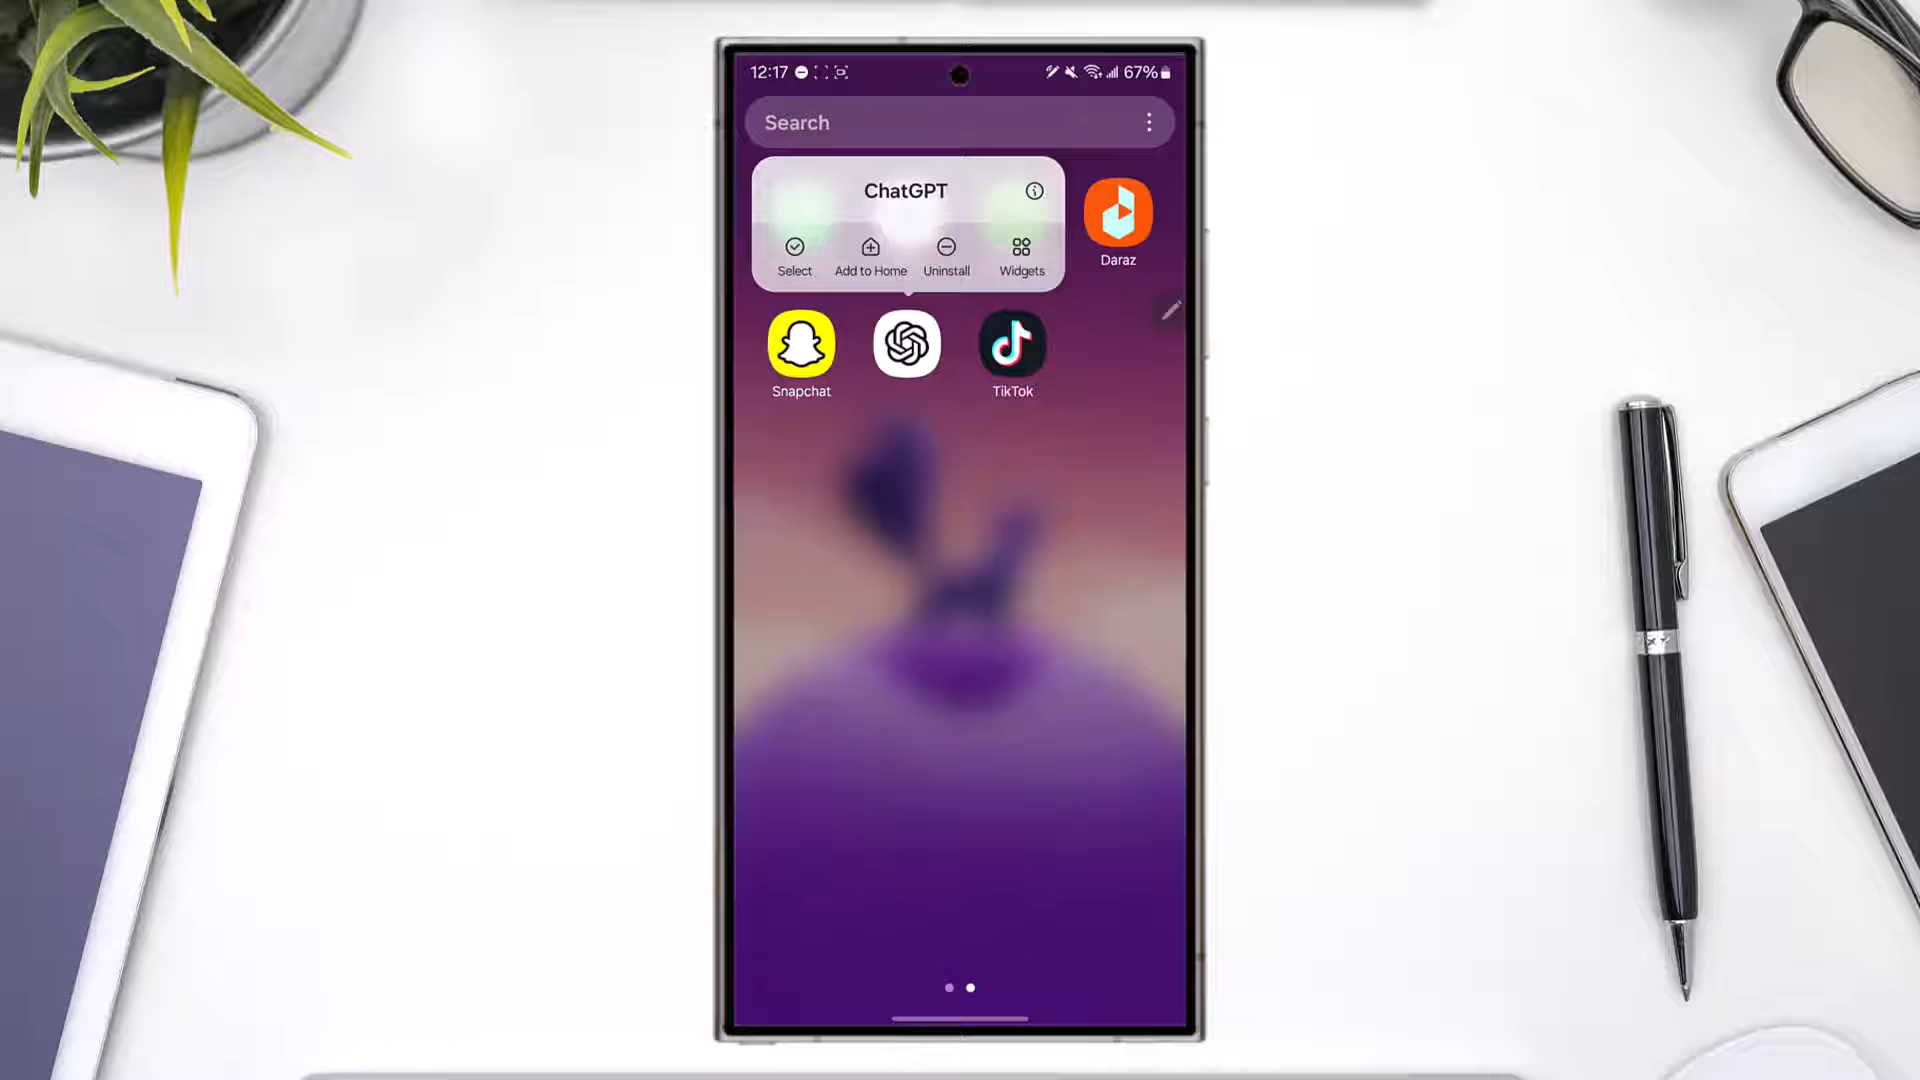 12:17
67%
Search
ChatGPT
Select
Add to Home
Uninstall
Widgets
Daraz
Snapchat
TikTok